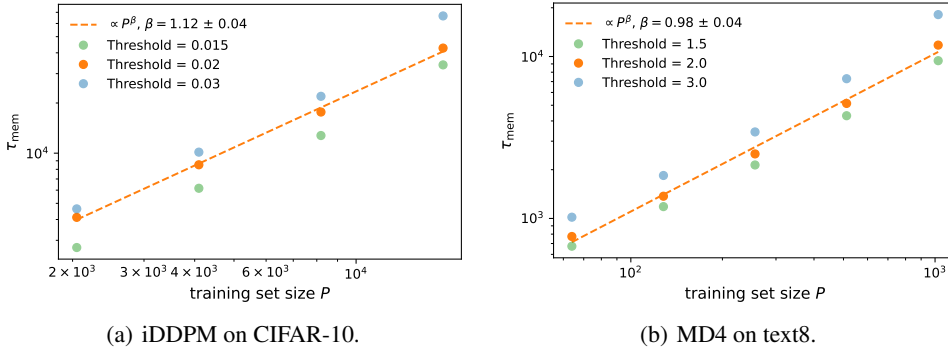 ∝ P^β, β = 1.12 ± 0.04
Threshold = 0.015
Threshold = 0.02
Threshold = 0.03
τ_mem
10^4
2 × 10^3 3 × 10^3 4 × 10^3 6 × 10^3 10^4
training set size P
(a) iDDPM on CIFAR-10.
∝ P^β, β = 0.98 ± 0.04
Threshold = 1.5
Threshold = 2.0
Threshold = 3.0
τ_mem
10^4
10^3
10^2 10^3
training set size P
(b) MD4 on text8.